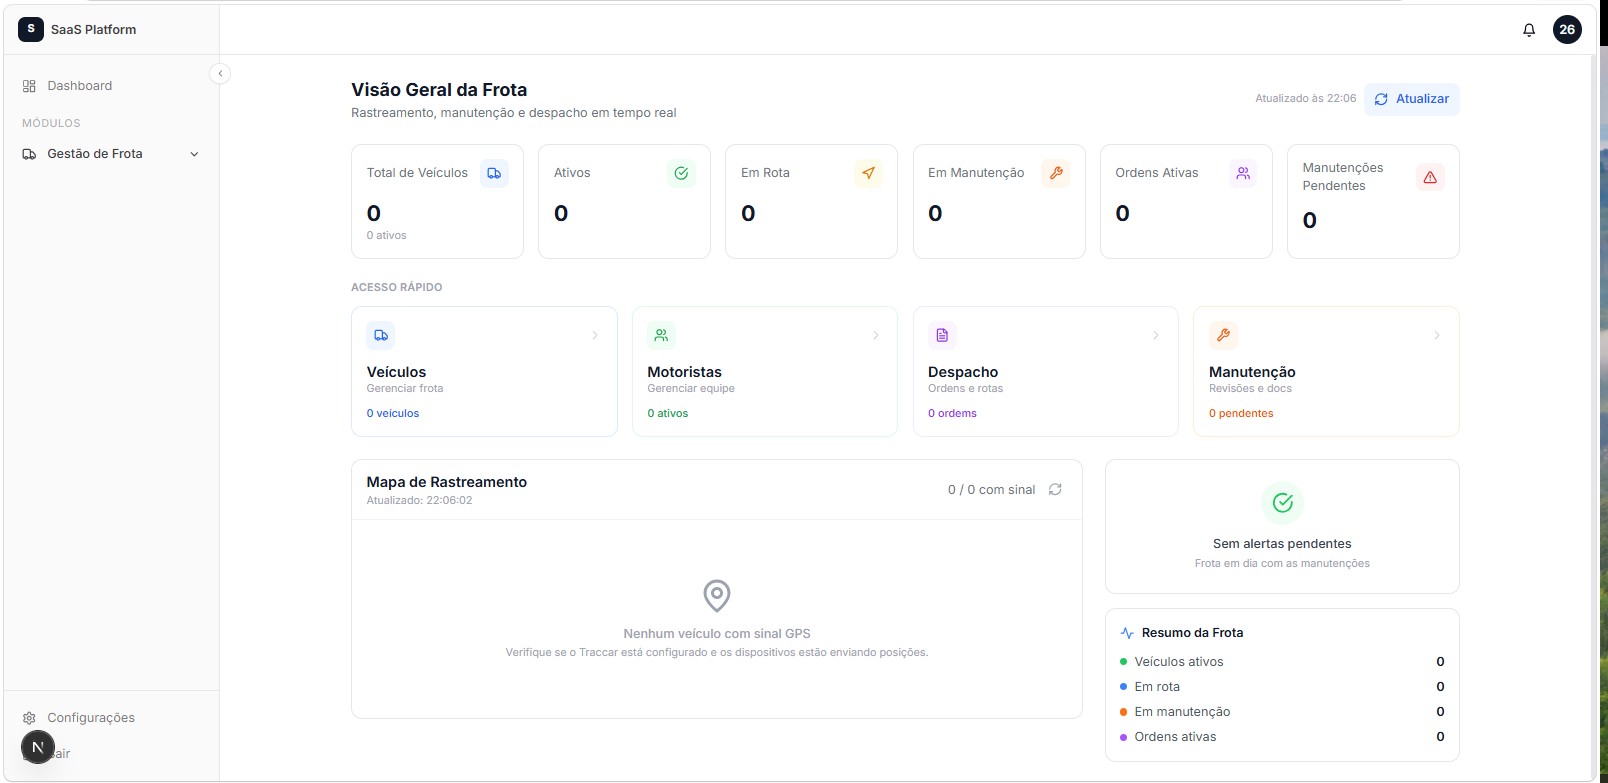 S SaaS Platform
26
Dashboard
MÓDULOS
Gestão de Frota
Visão Geral da Frota
Rastreamento, manutenção e despacho em tempo real
Atualizado às 22:06
Atualizar
Total de Veículos
0
0 ativos
Ativos
0
Em Rota
0
Em Manutenção
0
Ordens Ativas
0
Manutenções
Pendentes
0
ACESSO RÁPIDO
Veículos
Gerenciar frota
0 veículos
Motoristas
Gerenciar equipe
0 ativos
Despacho
Ordens e rotas
0 ordems
Manutenção
Revisões e docs
0 pendentes
Mapa de Rastreamento
Atualizado: 22:06:02
0 / 0 com sinal
Nenhum veículo com sinal GPS
Verifique se o Traccar está configurado e os dispositivos estão enviando posições.
Sem alertas pendentes
Frota em dia com as manutenções
Resumo da Frota
Veículos ativos 0
Em rota 0
Em manutenção 0
Ordens ativas 0
Configurações
N
air